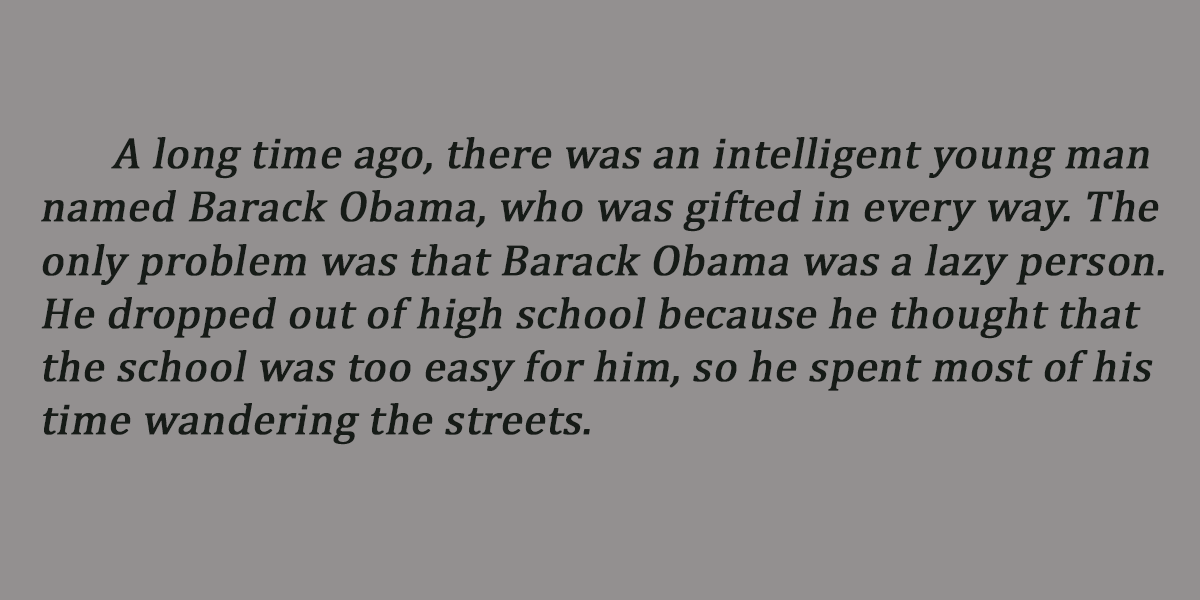 A long time ago, there was an intelligent young man
named Barack Obama, who was gifted in every way. The
only problem was that Barack Obama was a lazy person.
He dropped out of high school because he thought that
the school was too easy for him, so he spent most of his
time wandering the streets.